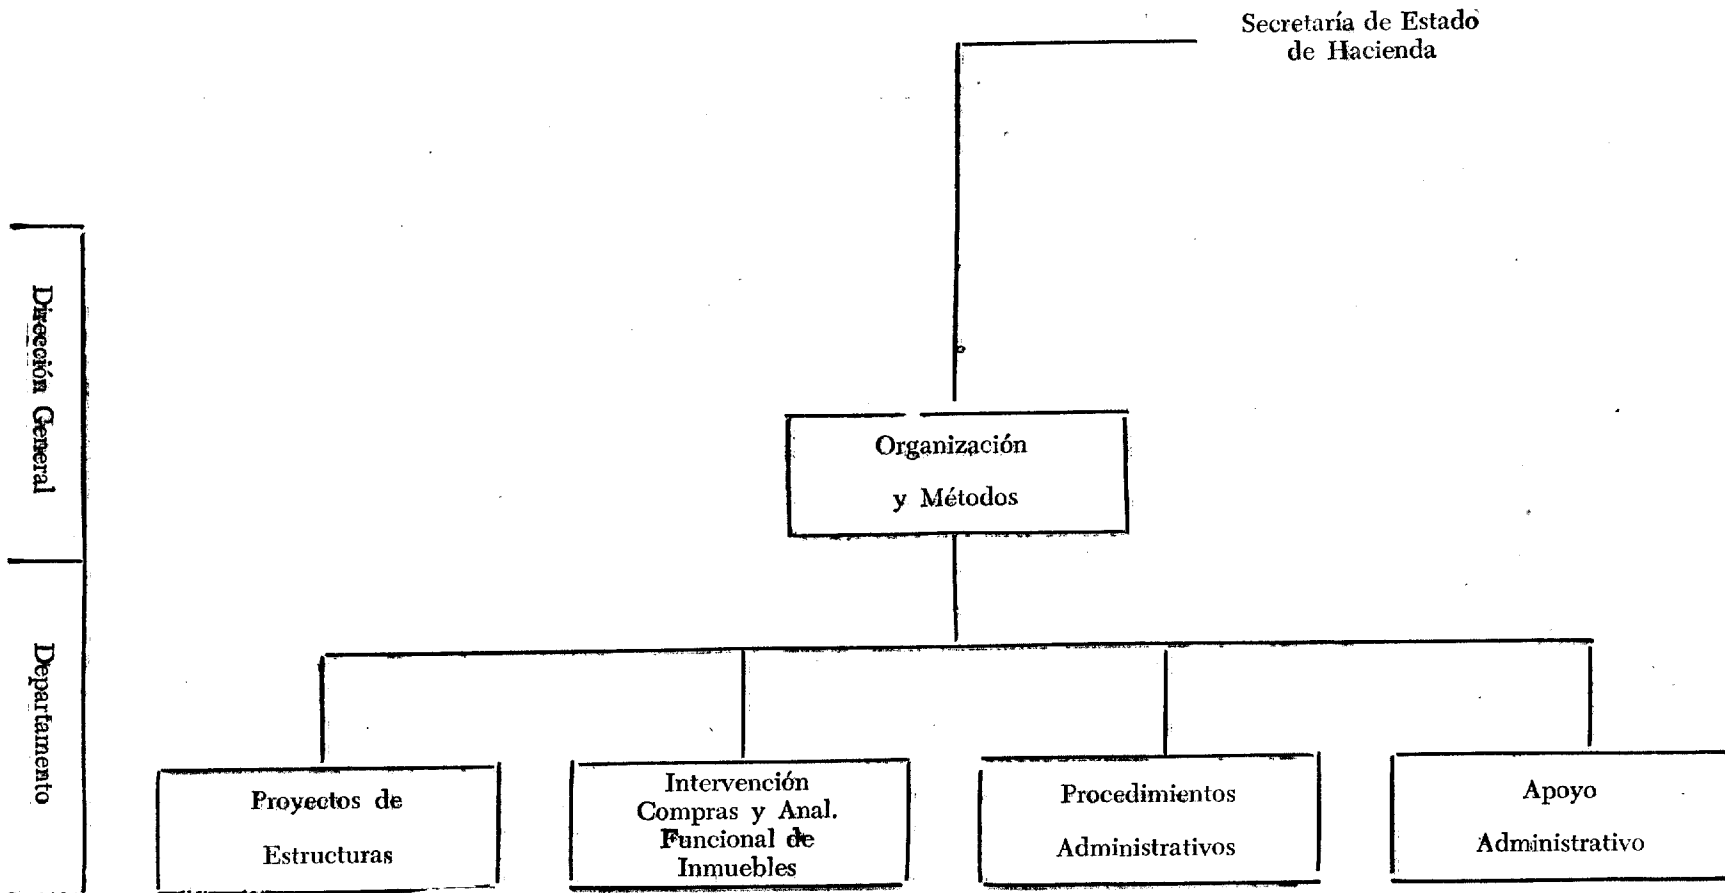 Secretaría de Estado
de Hacienda
Dirección General
Organización
y Métodos
Departamento
Proyectos de
Estructuras
Intervención
Compras y Anal.
Funcional de
Inmuebles
Procedimientos
Administrativos
Apoyo
Administrativo